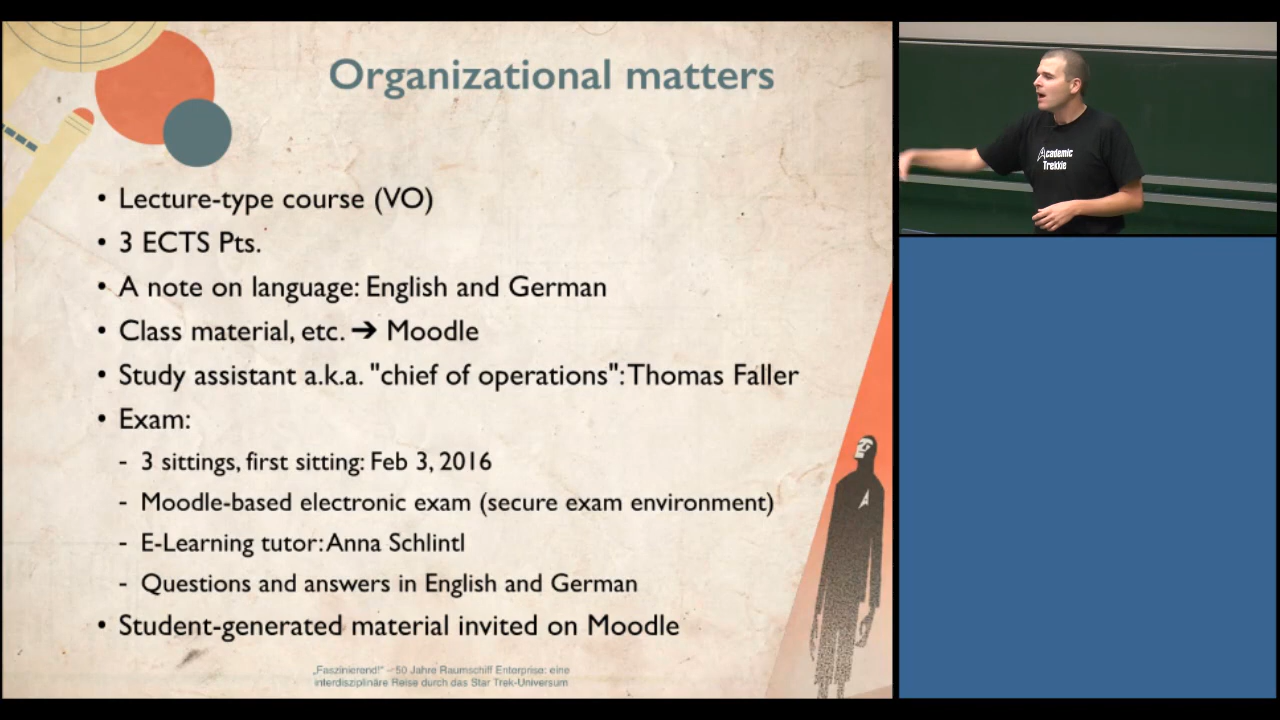 Organizational matters
• Lecture-type course (VO)
• 3 ECTS Pts.
• A note on language: English and German
• Class material, etc. ➔ Moodle
• Study assistant a.k.a. "chief of operations": Thomas Faller
• Exam:
- 3 sittings, first sitting: Feb 3, 2016
- Moodle-based electronic exam (secure exam environment)
- E-Learning tutor: Anna Schlintl
- Questions and answers in English and German
• Student-generated material invited on Moodle
„Faszinierend!“ – 50 Jahre Raumschiff Enterprise: eine
interdisziplinäre Reise durch das Star Trek-Universum
Academic
Trekkie